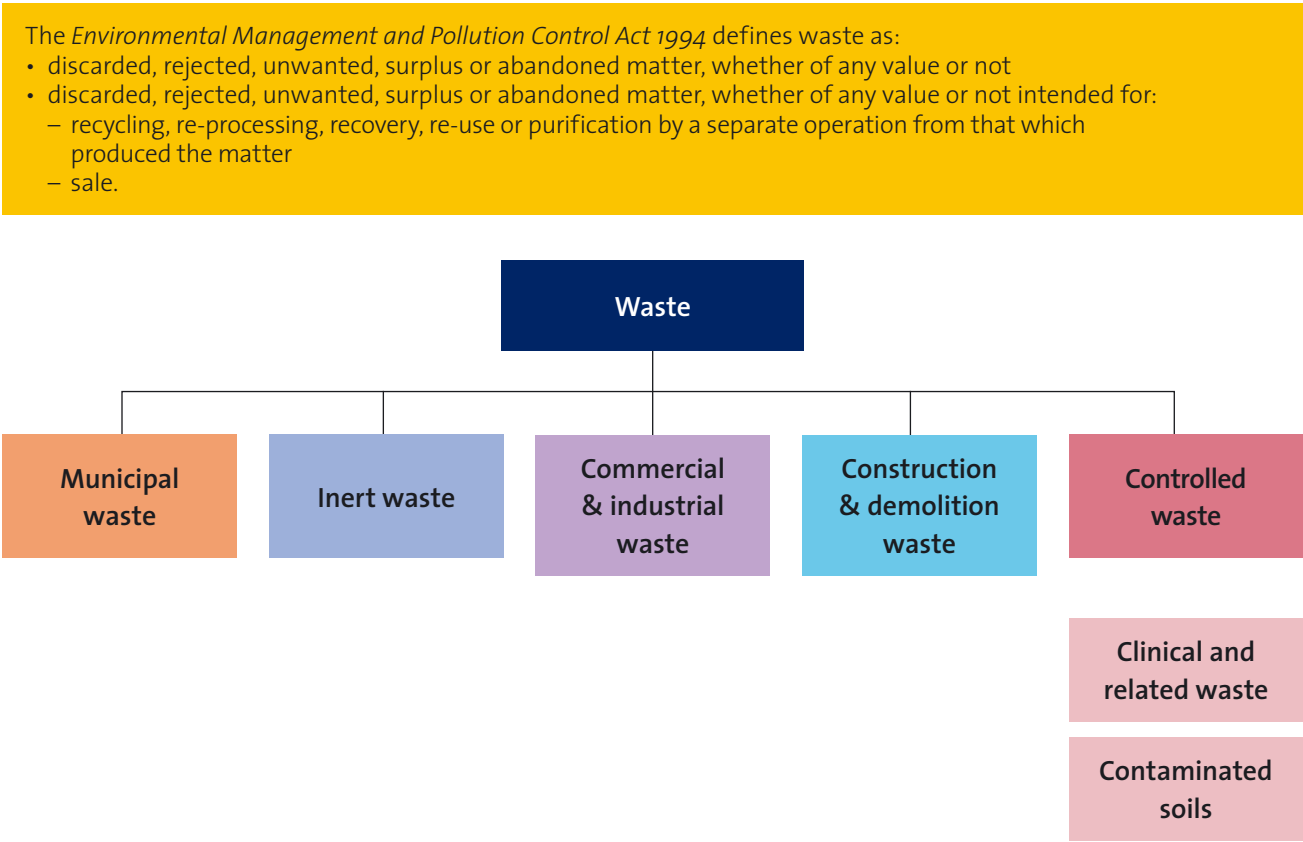 The Environmental Management and Pollution Control Act 1994 defines waste as:
• discarded, rejected, unwanted, surplus or abandoned matter, whether of any value or not
• discarded, rejected, unwanted, surplus or abandoned matter, whether of any value or not intended for:
– recycling, re-processing, recovery, re-use or purification by a separate operation from that which
produced the matter
– sale.
Waste
Municipal
waste
Inert waste
Commercial
& industrial
waste
Construction
& demolition
waste
Controlled
waste
Clinical and
related waste
Contaminated
soils